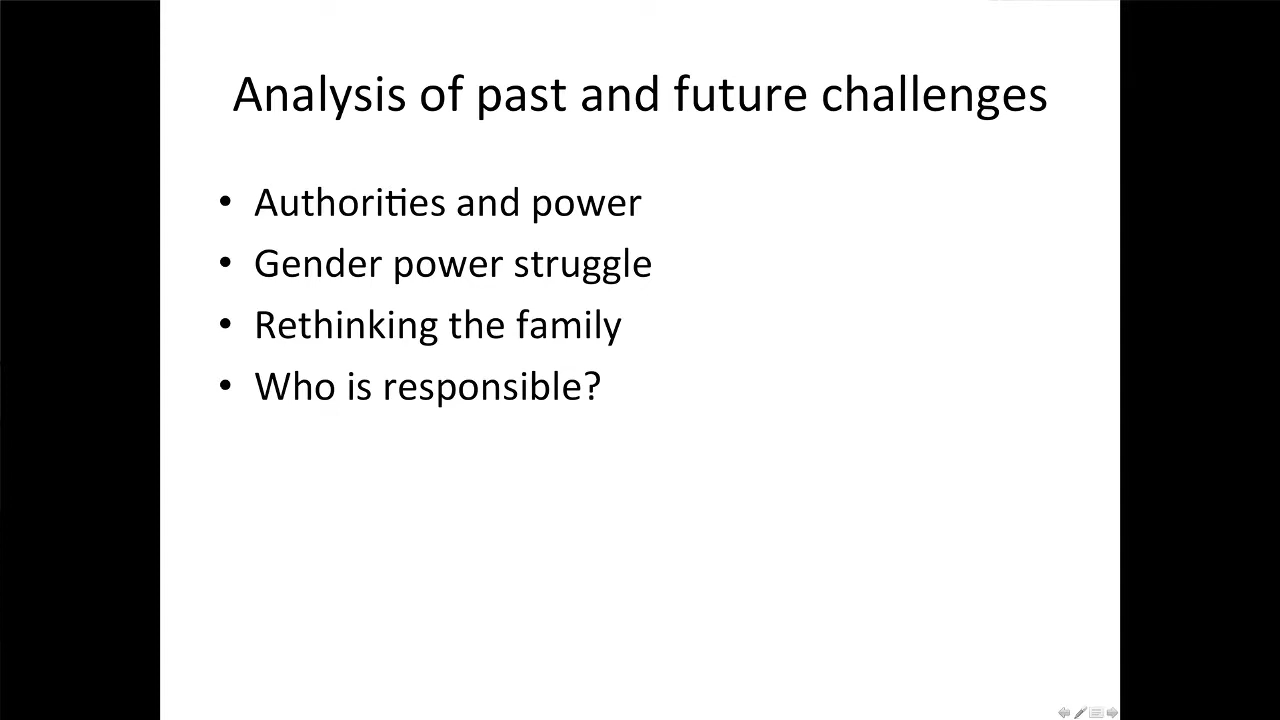 Analysis of past and future challenges
• Authorities and power
• Gender power struggle
• Rethinking the family
• Who is responsible?